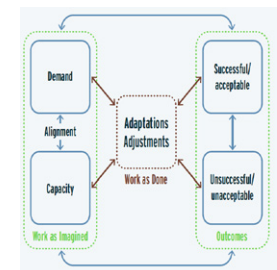 Demand
Successful/
acceptable
Alignment
Adaptations
Adjustments
Work as Done
Capacity
Unsuccessful/
unacceptable
Work as Imagined
Outcomes